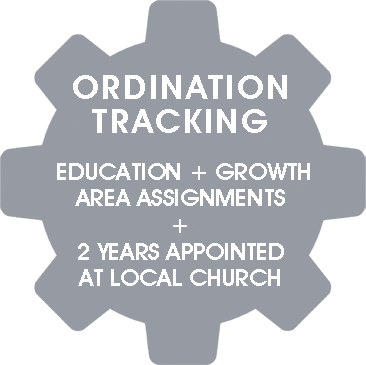 ORDINATION
TRACKING
EDUCATION + GROWTH
AREA ASSIGNMENTS
+
2 YEARS APPOINTED
AT LOCAL CHURCH